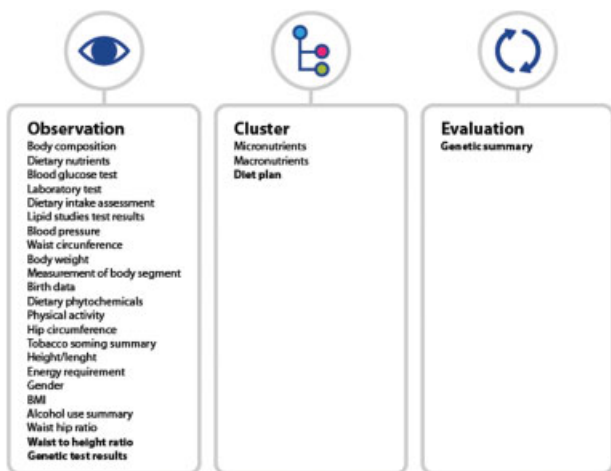 Observation
Body composition
Dietary nutrients
Blood glucose test
Laboratory test
Dietary intake assessment
Lipid studies test results
Blood pressure
Waist circunference
Body weight
Measurement of body segment
Birth data
Dietary phytochemicals
Physical activity
Hip circumference
Tobacco soming summary
Height/lenght
Energy requirement
Gender
BMI
Alcohol use summary
Waist hip ratio
Waist to height ratio
Genetic test results
Cluster
Micronutrients
Macronutrients
Diet plan
Evaluation
Genetic summary